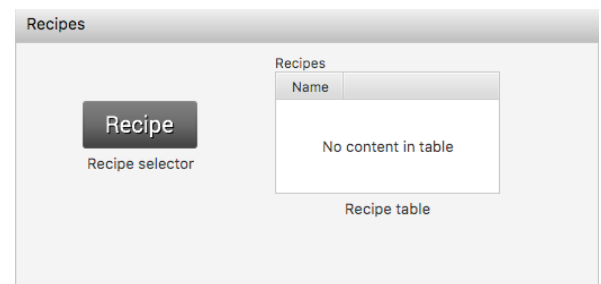 Recipes
Recipes
Name
Recipe
No content in table
Recipe selector
Recipe table